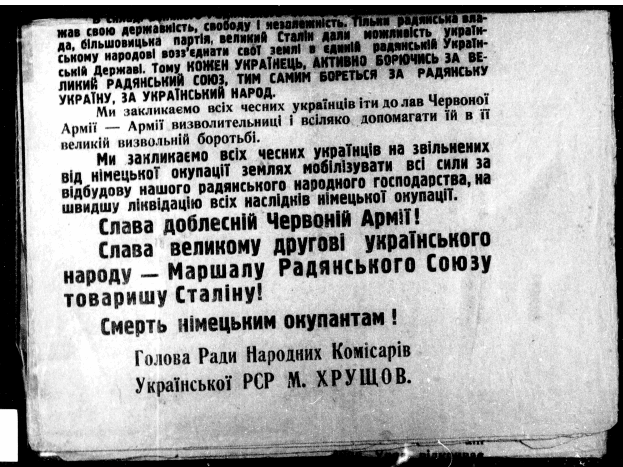 жав свою державність, свободу і незалежність. Тільки радянська вла-
да, більшовицька партія, великий Сталін дали можливість україн-
ському народові возз'єднати свої землі в єдиній радянській Україн-
ській Державі. Тому КОЖЕН УКРАЇНЕЦЬ, АКТИВНО БОРЮЧИСЬ ЗА ВЕ-
ЛИКИЙ РАДЯНСЬКИЙ СОЮЗ, ТИМ САМИМ БОРЕТЬСЯ ЗА РАДЯНСЬКУ
УКРАЇНУ, ЗА УКРАЇНСЬКИЙ НАРОД.
Ми закликаємо всіх чесних українців іти до лав Червоної
Армії — Армії визволительниці і всіляко допомагати їй в її
великій визвольній боротьбі.
Ми закликаємо всіх чесних українців на звільнених
від німецької окупації землях мобілізувати всі сили за
відбудову нашого радянського народного господарства, на
швидшу ліквідацію всіх наслідків німецької окупації.
Слава доблесній Червоній Армії!
Слава великому другові українського
народу — Маршалу Радянського Союзу
товаришу Сталіну!
Смерть німецьким окупантам!
Голова Ради Народних Комісарів
Української РСР М. ХРУЩОВ.